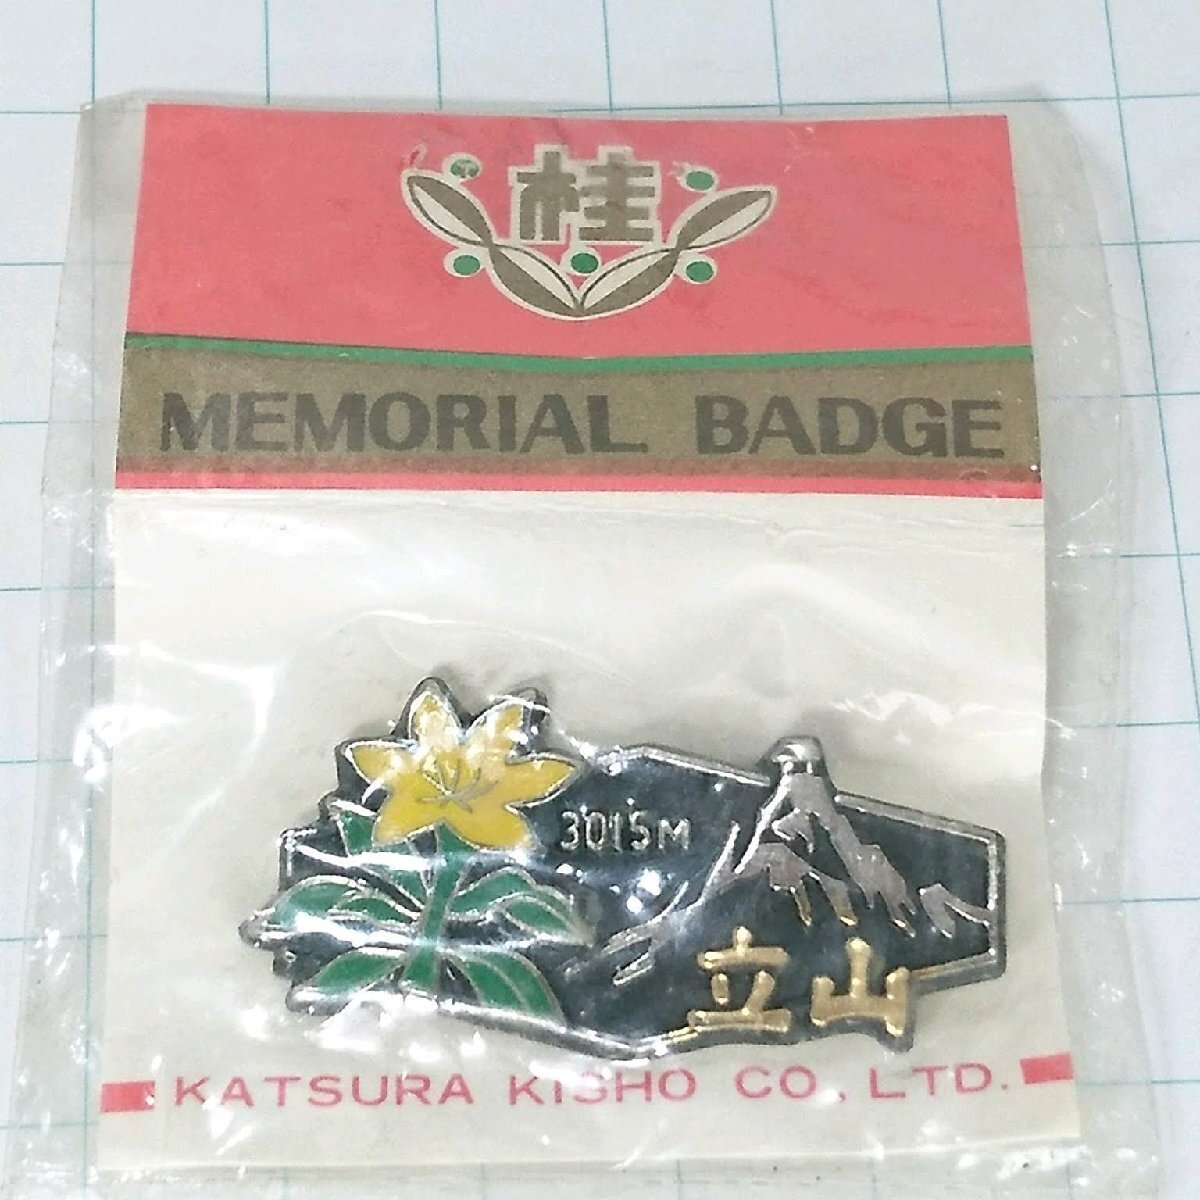 桂
MEMORIAL BADGE
3015M
立山
KATSURA KISHO CO, LTD.